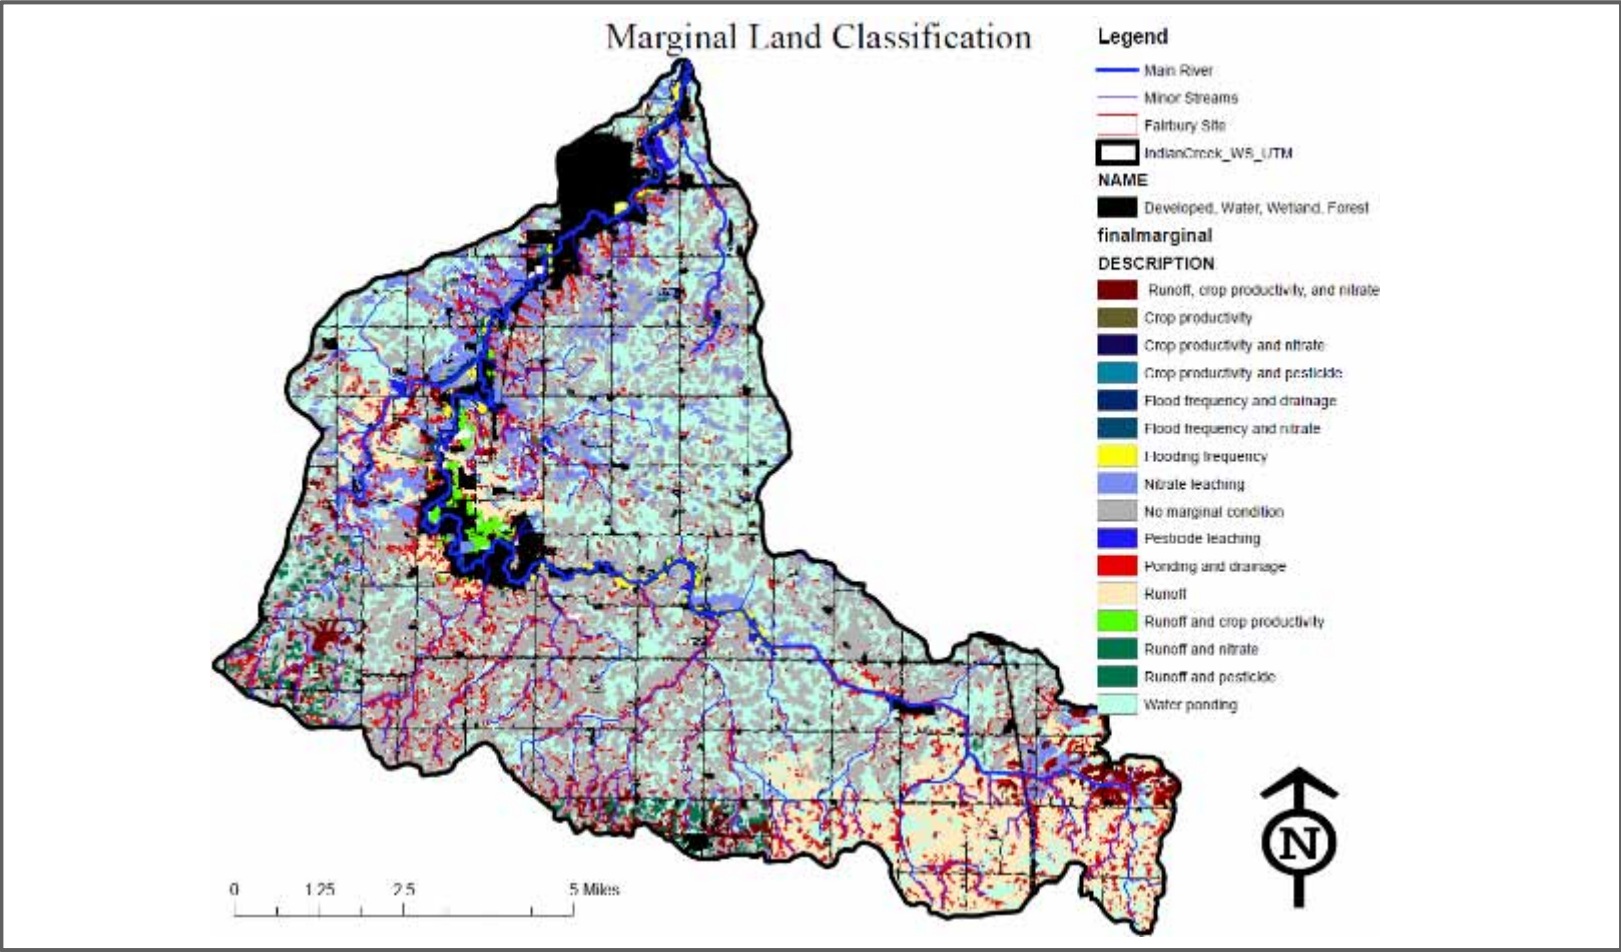 Marginal Land Classification
Legend
Main River
Minor Streams
Fairbury Site
IndianCreek_WS_UTM
NAME
Developed, Water, Wetland, Forest
finalmarginal
DESCRIPTION
Runoff, crop productivity, and nitrate
Crop productivity
Crop productivity and nitrate
Crop productivity and pesticide
Flood frequency and drainage
Flood frequency and nitrate
Flooding frequency
Nitrate leaching
No marginal condition
Pesticide leaching
Ponding and drainage
Runoff
Runoff and crop productivity
Runoff and nitrate
Runoff and pesticide
Water ponding
0 1.25 2.5 5 Miles
N